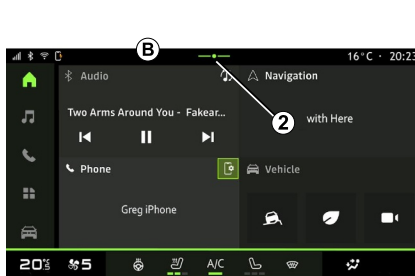 B
16°C · 20:23
Audio
Navigation
Two Arms Around You - Fakear...
with Here
2
Phone
Vehicle
Greg iPhone
20.5
5
A/C